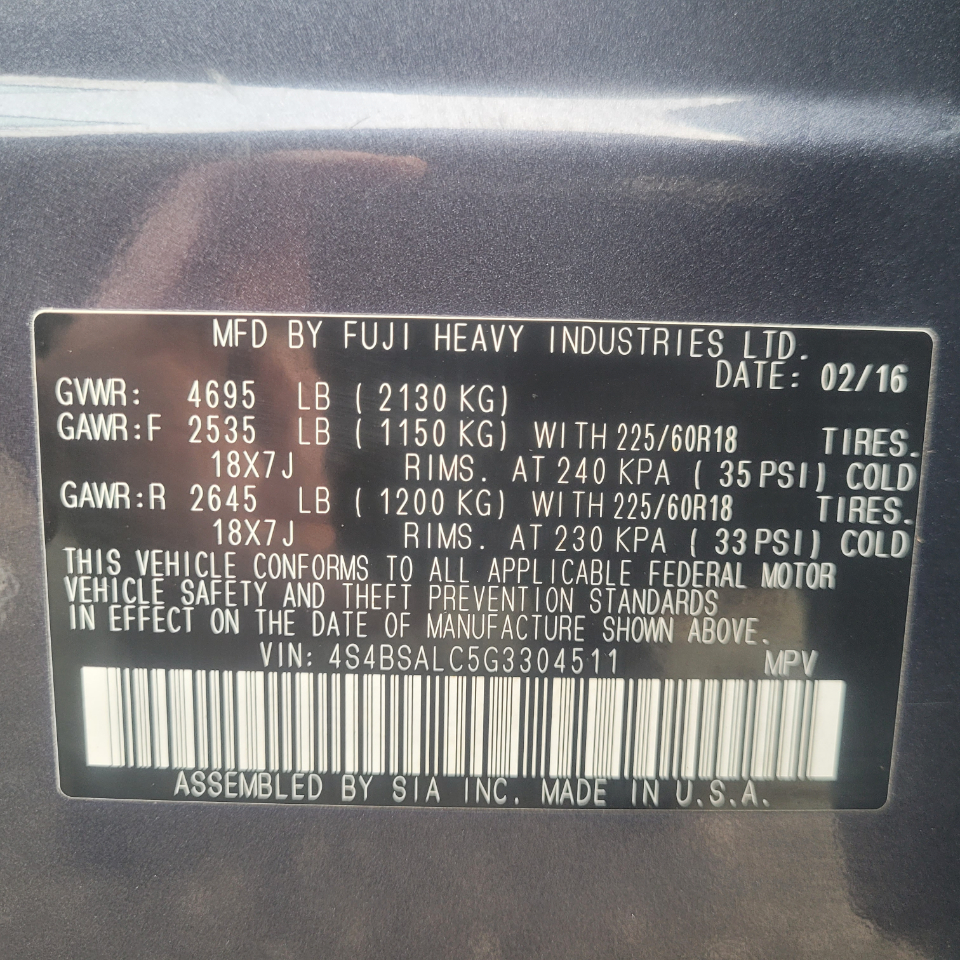 MFD BY FUJI HEAVY INDUSTRIES LTD.
DATE: 02/16
GVWR: 4695 LB ( 2130 KG)
GAWR:F 2535 LB ( 1150 KG) WITH 225/60R18 TIRES.
18X7J RIMS. AT 240 KPA ( 35 PSI) COLD
GAWR:R 2645 LB ( 1200 KG) WITH 225/60R18 TIRES.
18X7J RIMS. AT 230 KPA ( 33 PSI) COLD
THIS VEHICLE CONFORMS TO ALL APPLICABLE FEDERAL MOTOR
VEHICLE SAFETY AND THEFT PREVENTION STANDARDS
IN EFFECT ON THE DATE OF MANUFACTURE SHOWN ABOVE.
VIN: 4S4BSALC5G3304511 MPV
ASSEMBLED BY SIA INC. MADE IN U.S.A.